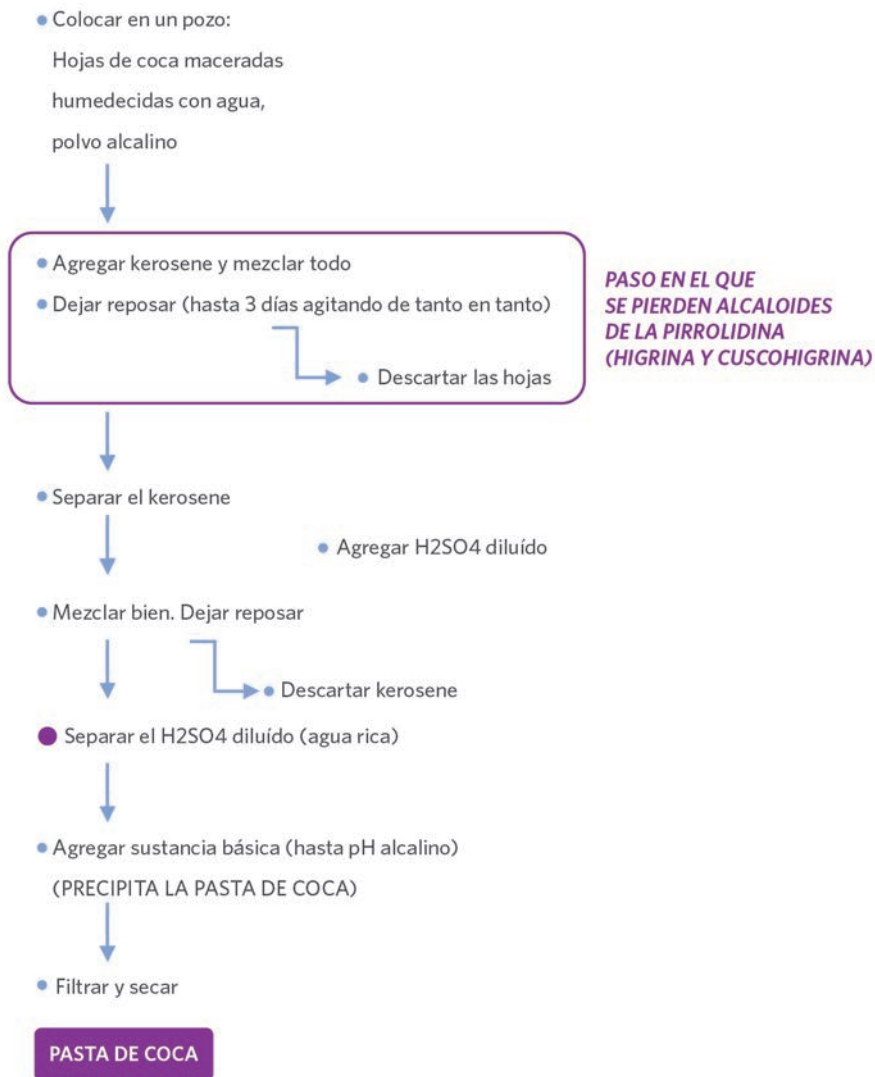 Colocar en un pozo:
Hojas de coca maceradas
humedecidas con agua,
polvo alcalino
Agregar kerosene y mezclar todo
Dejar reposar (hasta 3 días agitando de tanto en tanto)
Descartar las hojas
PASO EN EL QUE
SE PIERDEN ALCALOIDES
DE LA PIRROLIDINA
(HIGRINA Y CUSCOHIGRINA)
Separar el kerosene
Agregar H2SO4 diluído
Mezclar bien. Dejar reposar
Descartar kerosene
Separar el H2SO4 diluído (agua rica)
Agregar sustancia básica (hasta pH alcalino)
(PRECIPITA LA PASTA DE COCA)
Filtrar y secar
PASTA DE COCA